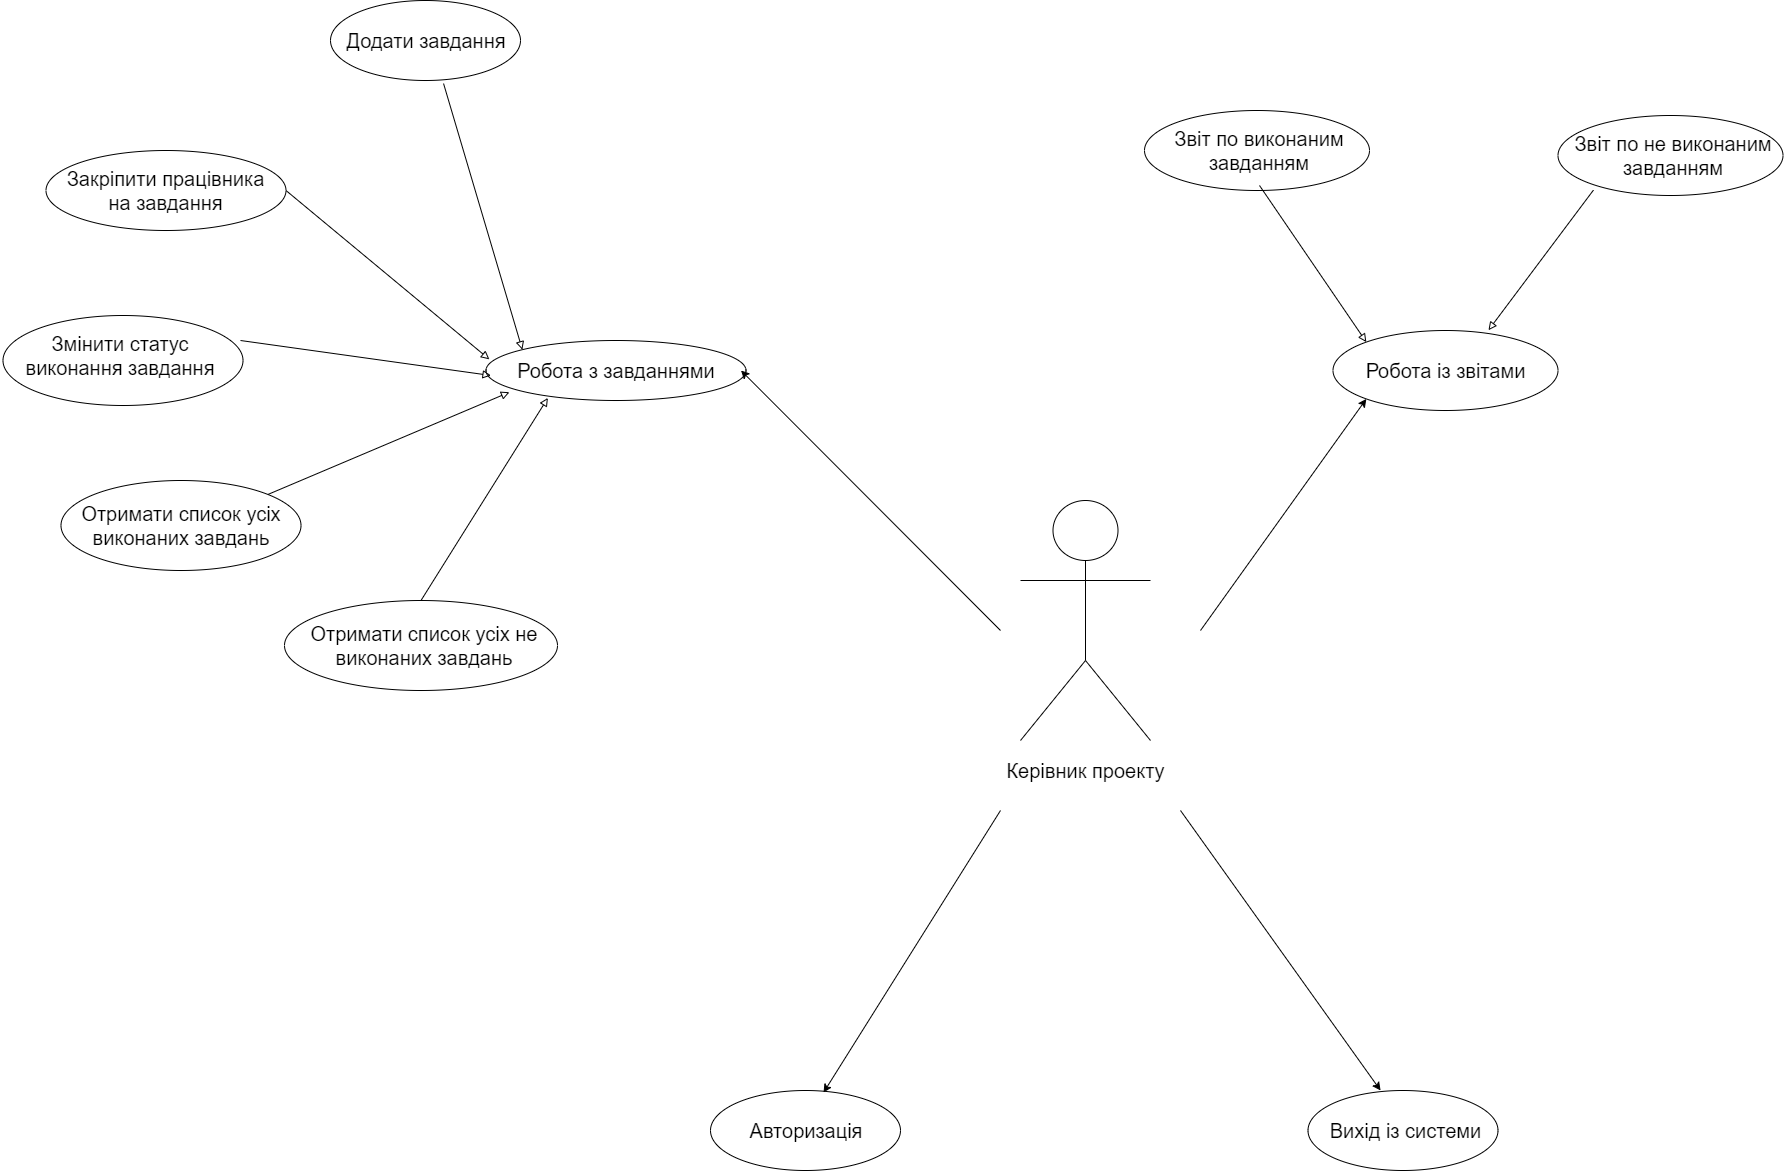 Додати завдання
Звіт по виконаним
завданням
Звіт по не виконаним
завданням
Закріпити працівника
на завдання
Змінити статус
виконання завдання
Робота з завданнями
Робота із звітами
Отримати список усіх
виконаних завдань
Отримати список усіх не
виконаних завдань
Керівник проекту
Авторизація
Вихід із системи